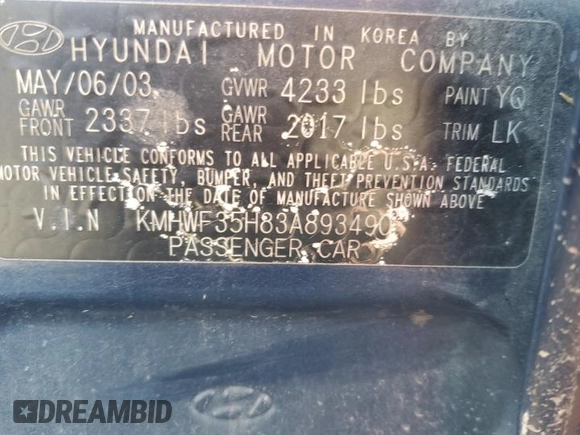 MANUFACTURED IN KOREA BY
HYUNDAI MOTOR COMPANY
MAY/06/03 GVWR 4233 lbs PAINT YQ
GAWR FRONT 2337 lbs GAWR REAR 2017 lbs TRIM LK
THIS VEHICLE CONFORMS TO ALL APPLICABLE U.S.A. FEDERAL
MOTOR VEHICLE SAFETY, BUMPER, AND THEFT PREVENTION STANDARDS
IN EFFECT ON THE DATE OF MANUFACTURE SHOWN ABOVE
V.I.N KMHWF35H83A893490
PASSENGER CAR
DREAMBID